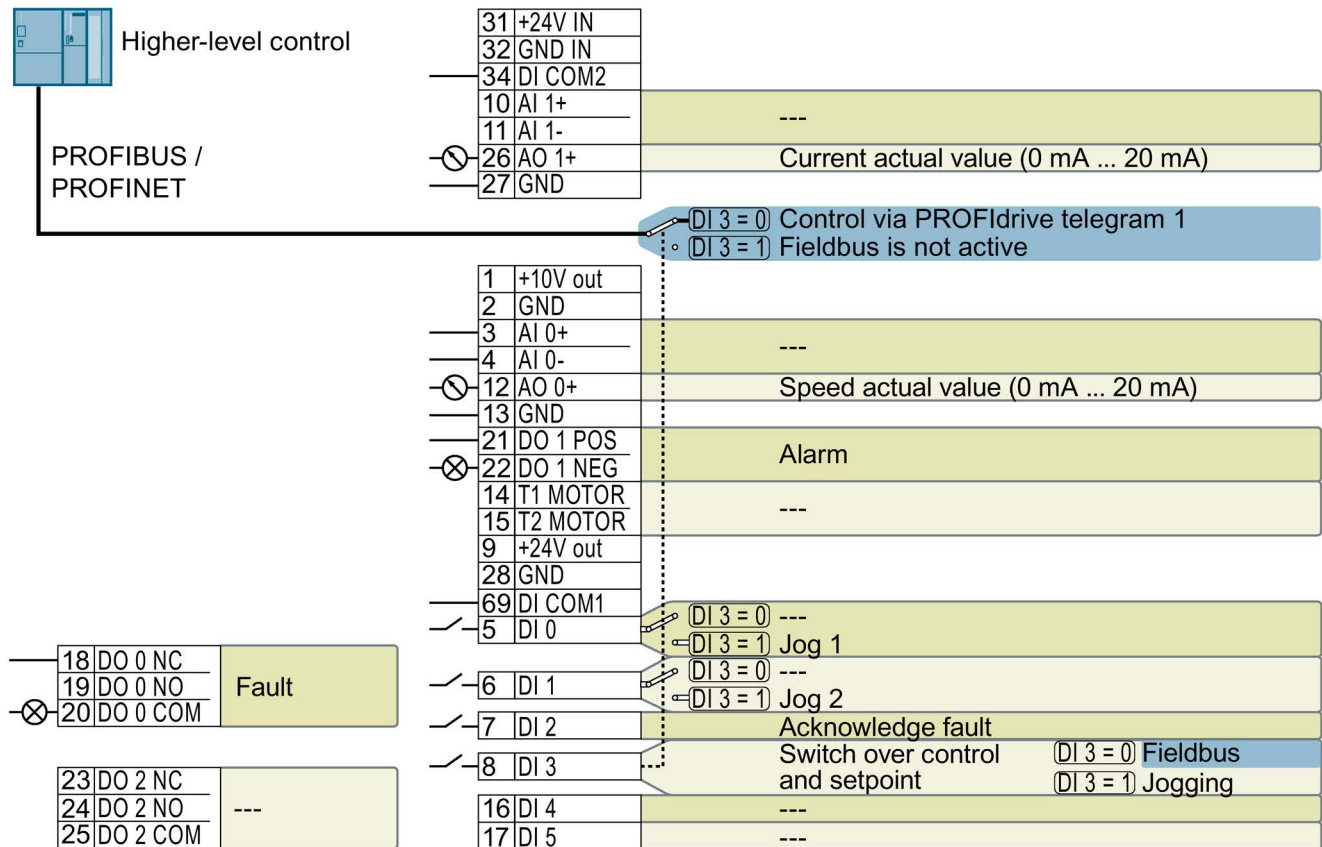 Higher-level control
PROFIBUS /
PROFINET
31 +24V IN
32 GND IN
34 DI COM2
10 AI 1+
11 AI 1-
---
26 AO 1+ Current actual value (0 mA ... 20 mA)
27 GND
DI 3 = 0 Control via PROFIdrive telegram 1
DI 3 = 1 Fieldbus is not active
1 +10V out
2 GND
3 AI 0+
4 AI 0-
---
12 AO 0+ Speed actual value (0 mA ... 20 mA)
13 GND
21 DO 1 POS
22 DO 1 NEG
Alarm
14 T1 MOTOR
15 T2 MOTOR
---
9 +24V out
28 GND
69 DI COM1
5 DI 0
DI 3 = 0 ---
DI 3 = 1 Jog 1
6 DI 1
DI 3 = 0 ---
DI 3 = 1 Jog 2
7 DI 2 Acknowledge fault
8 DI 3
Switch over control
and setpoint
DI 3 = 0 Fieldbus
DI 3 = 1 Jogging
16 DI 4 ---
17 DI 5 ---
18 DO 0 NC
19 DO 0 NO
20 DO 0 COM
Fault
23 DO 2 NC
24 DO 2 NO
25 DO 2 COM
---